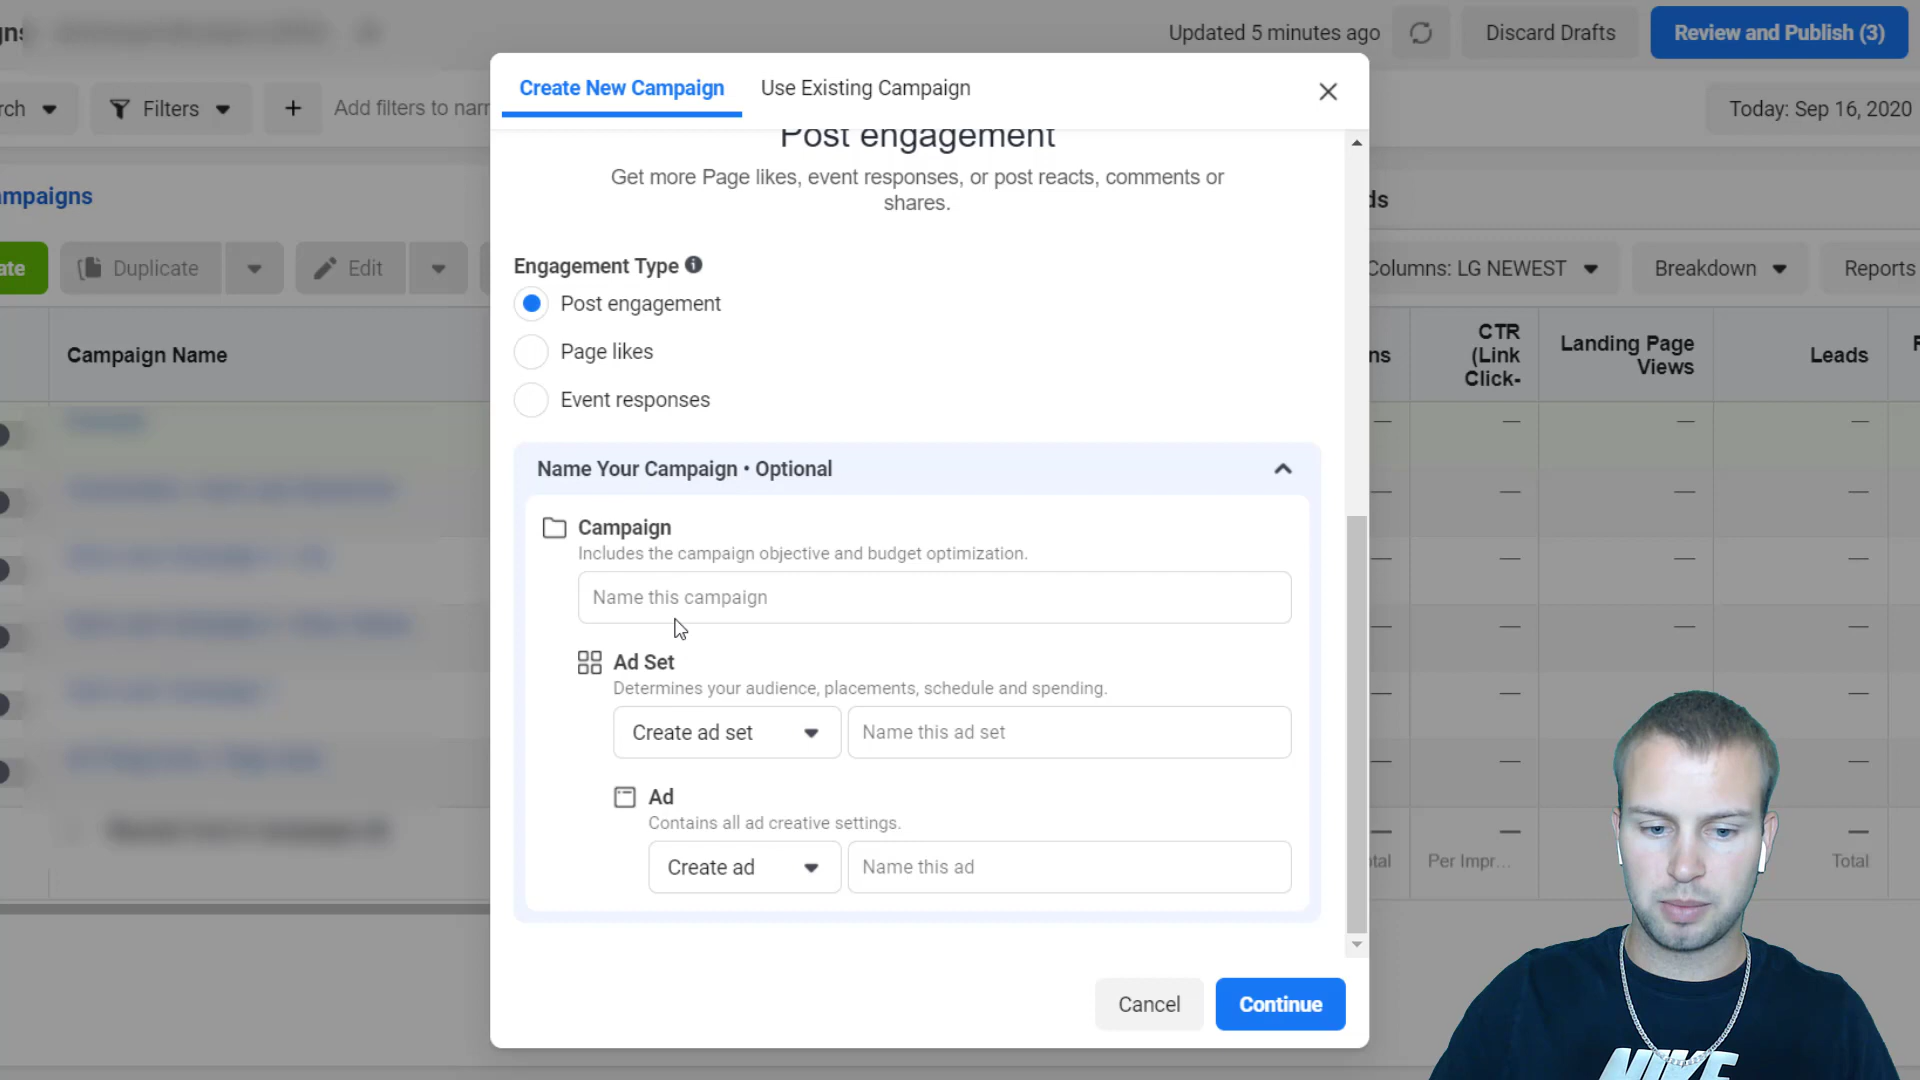 Updated 5 minutes ago
Discard Drafts
Review and Publish (3)
Create New Campaign
Use Existing Campaign
Filters
Add filters to narr
Today: Sep 16, 2020
Post engagement
Get more Page likes, event responses, or post reacts, comments or
shares.
mpaigns
ds
ate
Duplicate
Edit
Columns: LG NEWEST
Breakdown
Reports
Engagement Type
Post engagement
Page likes
Event responses
Campaign Name
ns
CTR
(Link
Click-
Landing Page
Views
Leads
Name Your Campaign • Optional
Campaign
Includes the campaign objective and budget optimization.
Name this campaign
Ad Set
Determines your audience, placements, schedule and spending.
Create ad set
Name this ad set
Ad
Contains all ad creative settings.
Create ad
Name this ad
otal
Per Impr...
Total
Cancel
Continue
NIKE